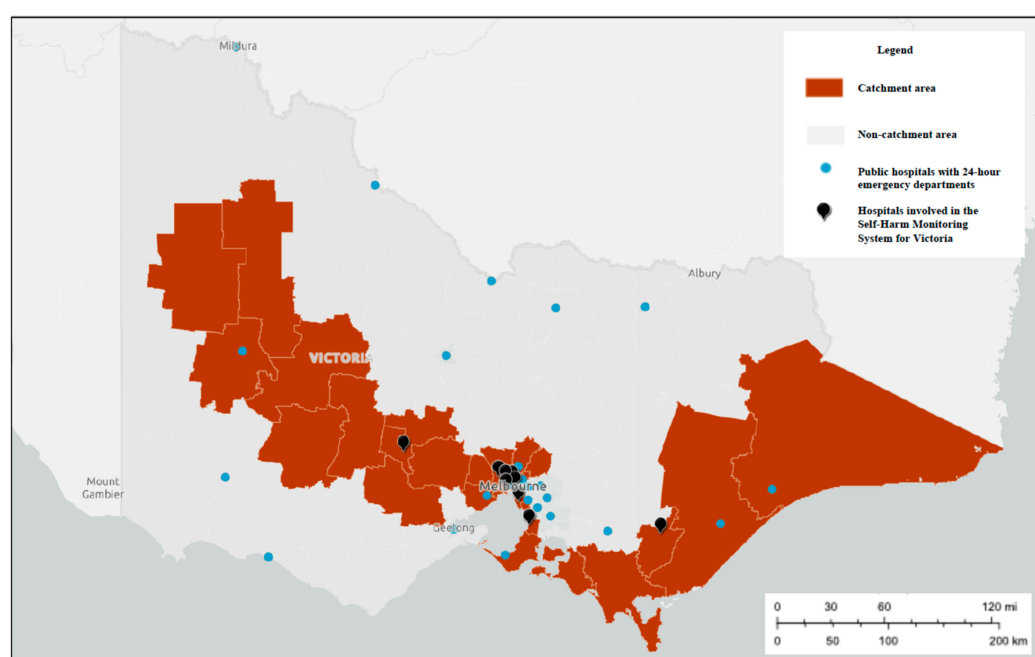 Mildura
Legend
Catchment area
Non-catchment area
Public hospitals with 24-hour
emergency departments
Hospitals involved in the
Self-Harm Monitoring
System for Victoria
Albury
VICTORIA
Mount
Gambier
Melbourne
Geelong
0 30 60 120 mi
0 50 100 200 km